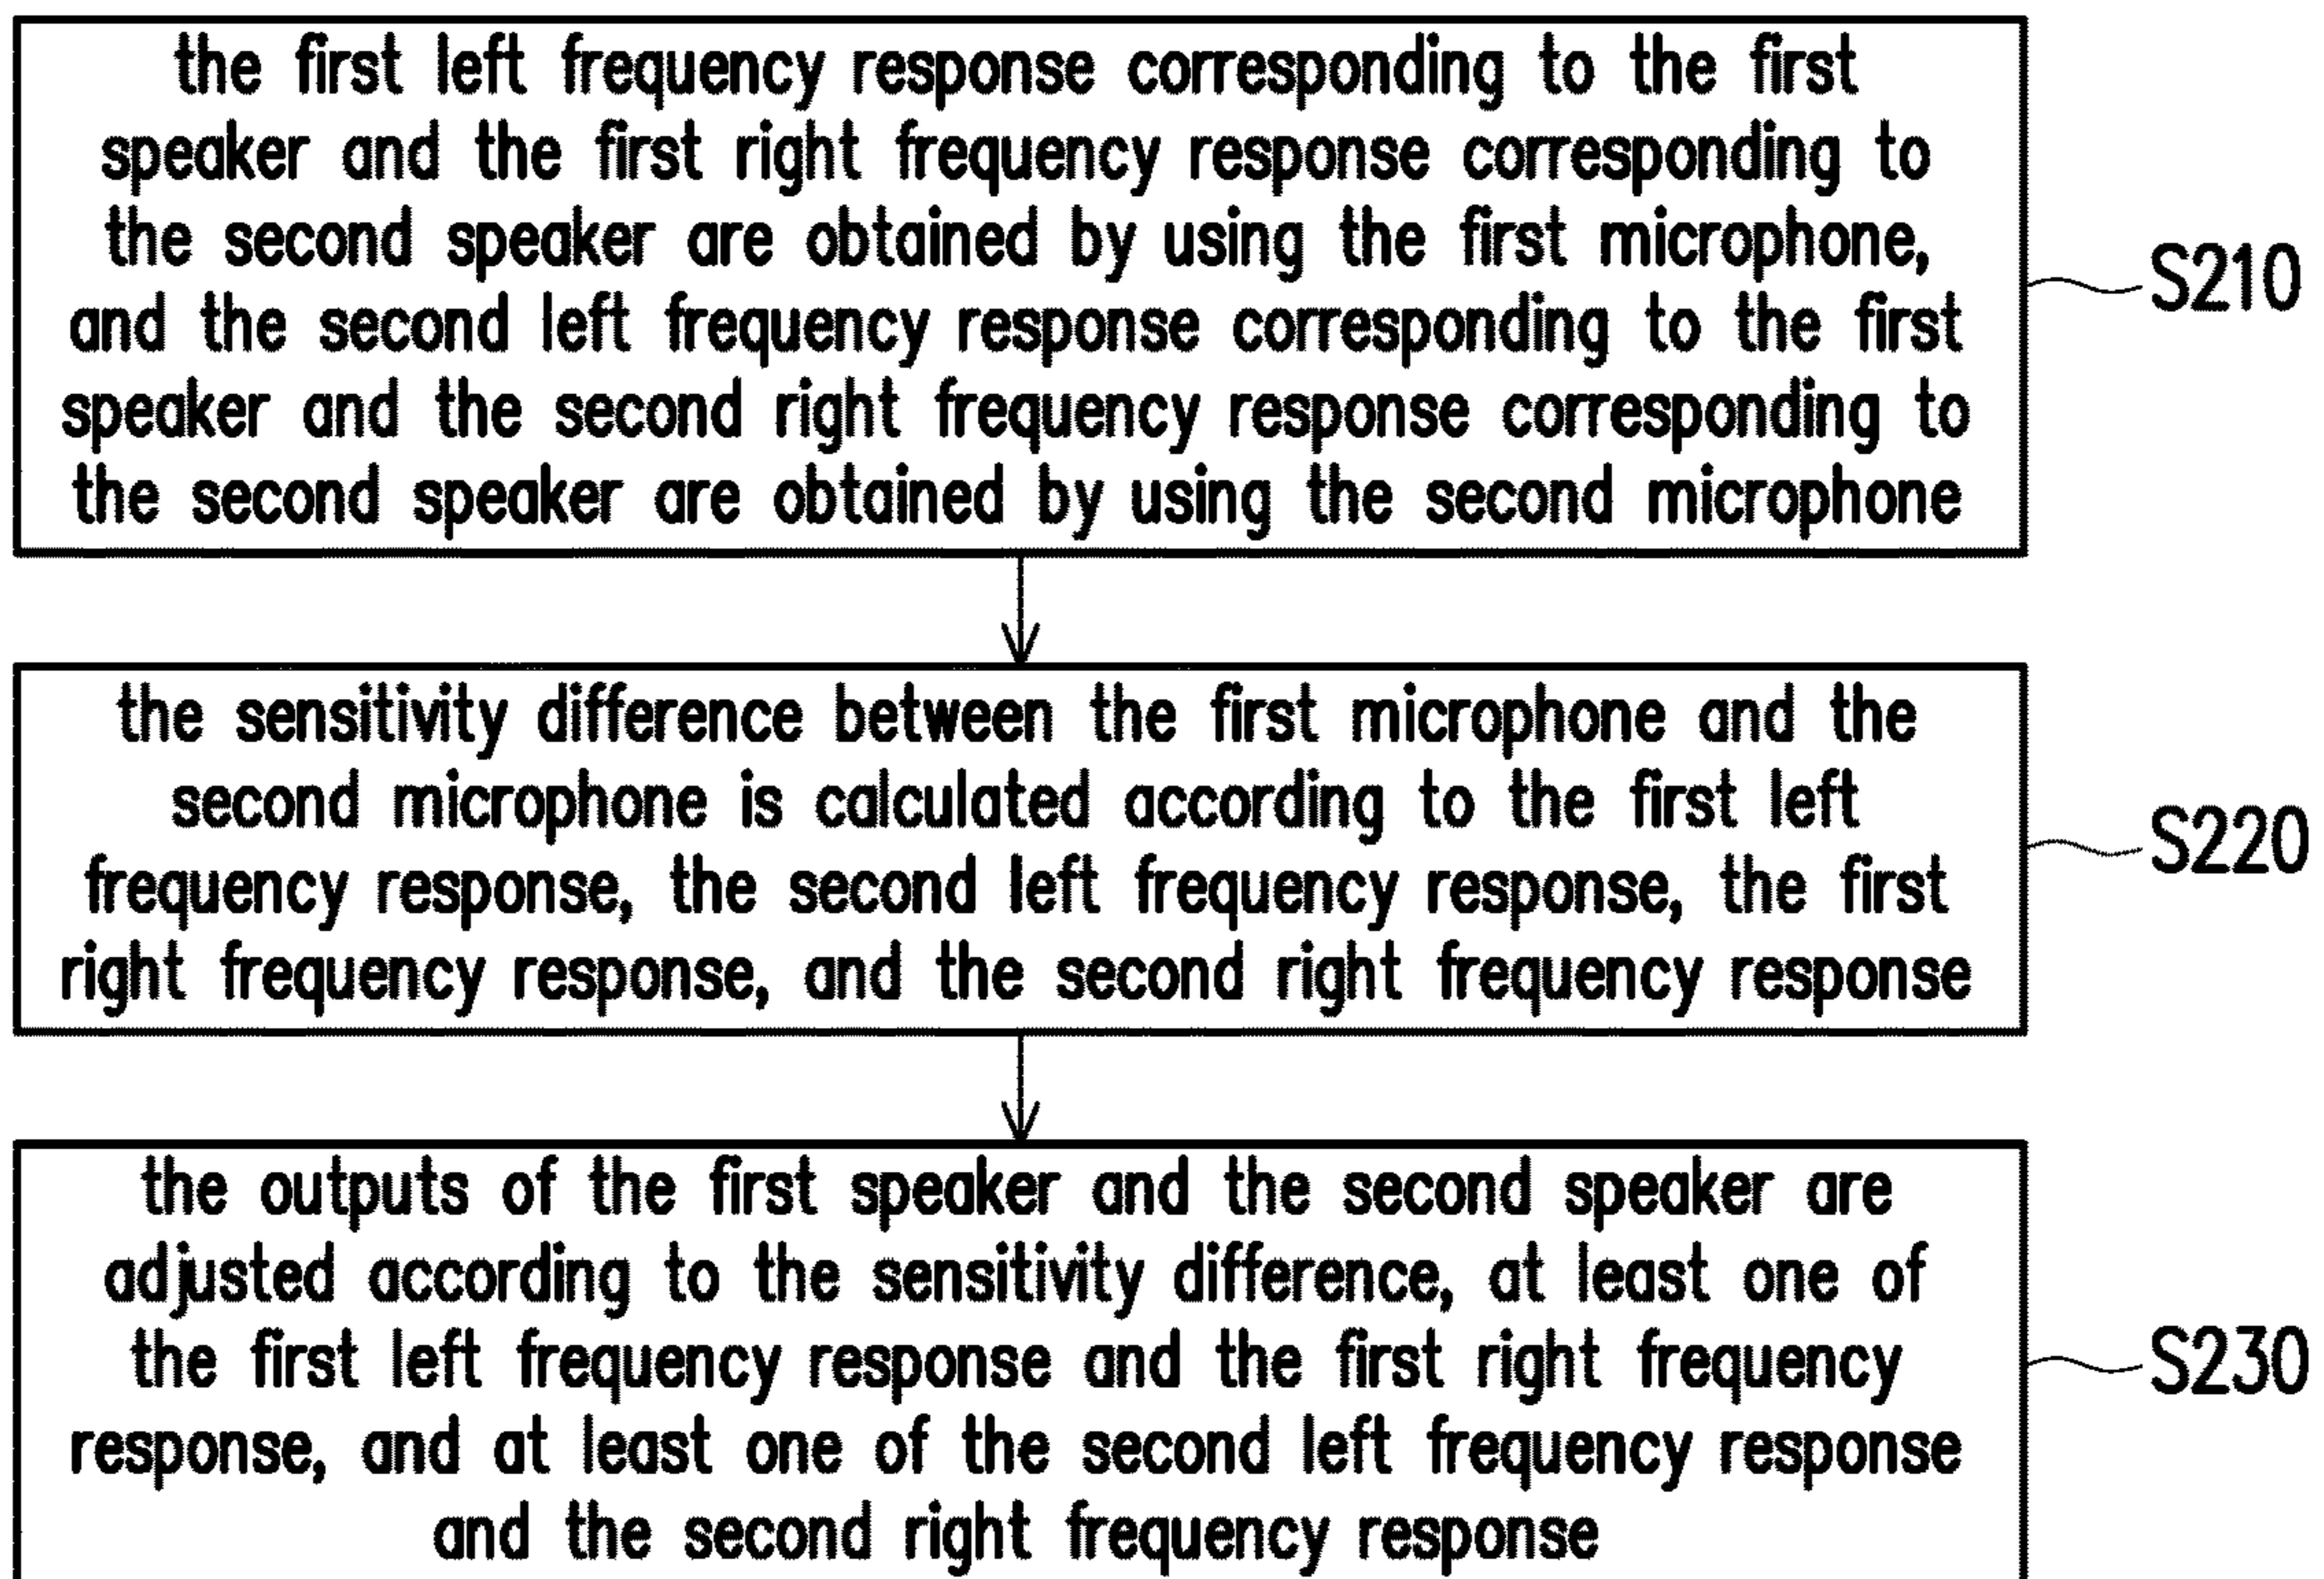 the first left frequency response corresponding to the first
speaker and the first right frequency response corresponding to
the second speaker are obtained by using the first microphone,
and the second left frequency response corresponding to the first
speaker and the second right frequency response corresponding to
the second speaker are obtained by using the second microphone
S210
the sensitivity difference between the first microphone and the
second microphone is calculated according to the first left
frequency response, the second left frequency response, the first
right frequency response, and the second right frequency response
S220
the outputs of the first speaker and the second speaker are
adjusted according to the sensitivity difference, at least one of
the first left frequency response and the first right frequency
response, and at least one of the second left frequency response
and the second right frequency response
S230